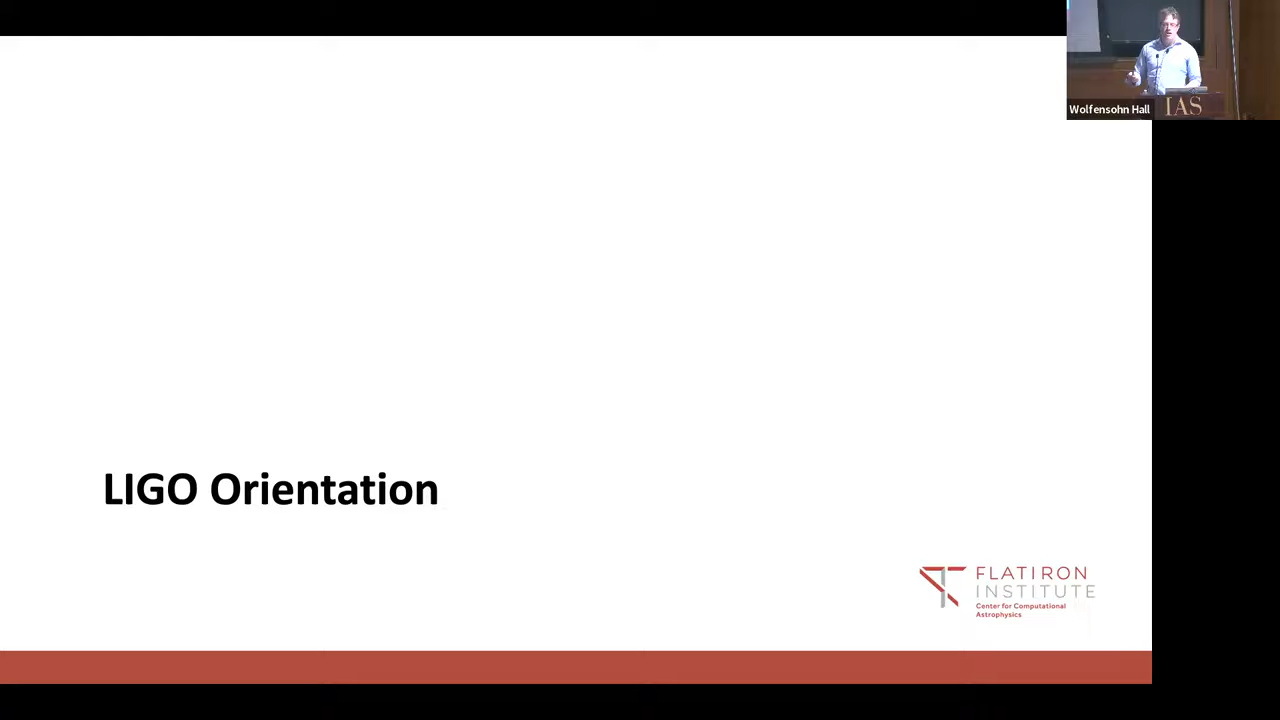 Wolfensohn Hall
IAS
LIGO Orientation
FLATIRON
INSTITUTE
Center for Computational
Astrophysics